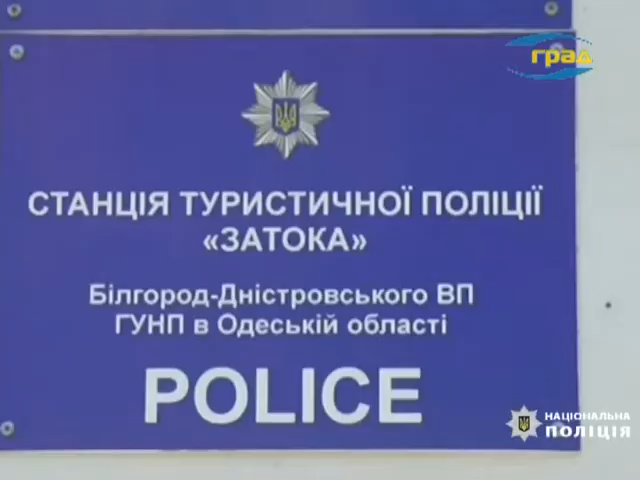 град
СТАНЦІЯ ТУРИСТИЧНОЇ ПОЛІЦІЇ
«ЗАТОКА»
Білгород-Дністровського ВП
ГУНП в Одеській області
POLICE
НАЦІОНАЛЬНА
ПОЛІЦІЯ